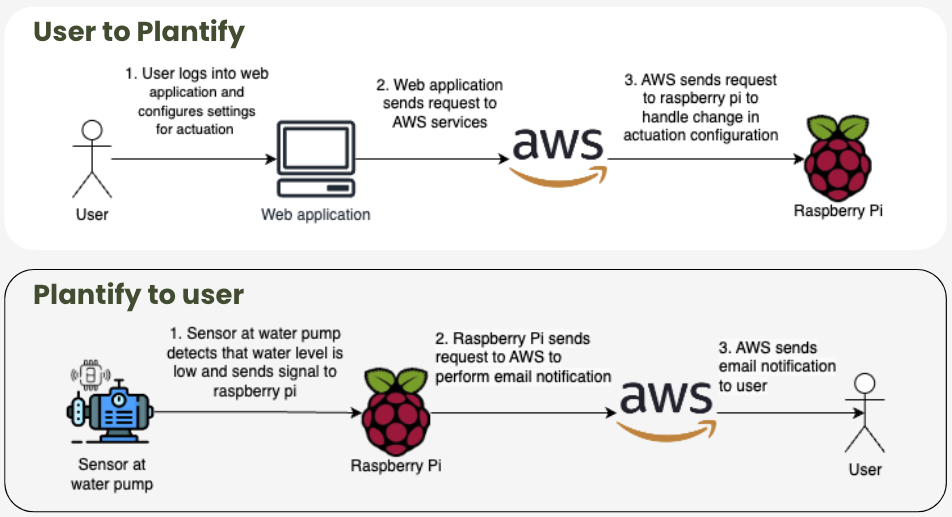 User to Plantify
1. User logs into web
application and
configures settings
for actuation
2. Web application
sends request to
AWS services
3. AWS sends request
to raspberry pi to
handle change in
actuation configuration
aws
User
Web application
Raspberry Pi
Plantify to user
1. Sensor at water pump
detects that water level is
low and sends signal to
raspberry pi
2. Raspberry Pi sends
request to AWS to
perform email notification
3. AWS sends
email notification
to user
aws
Sensor at
water pump
Raspberry Pi
User